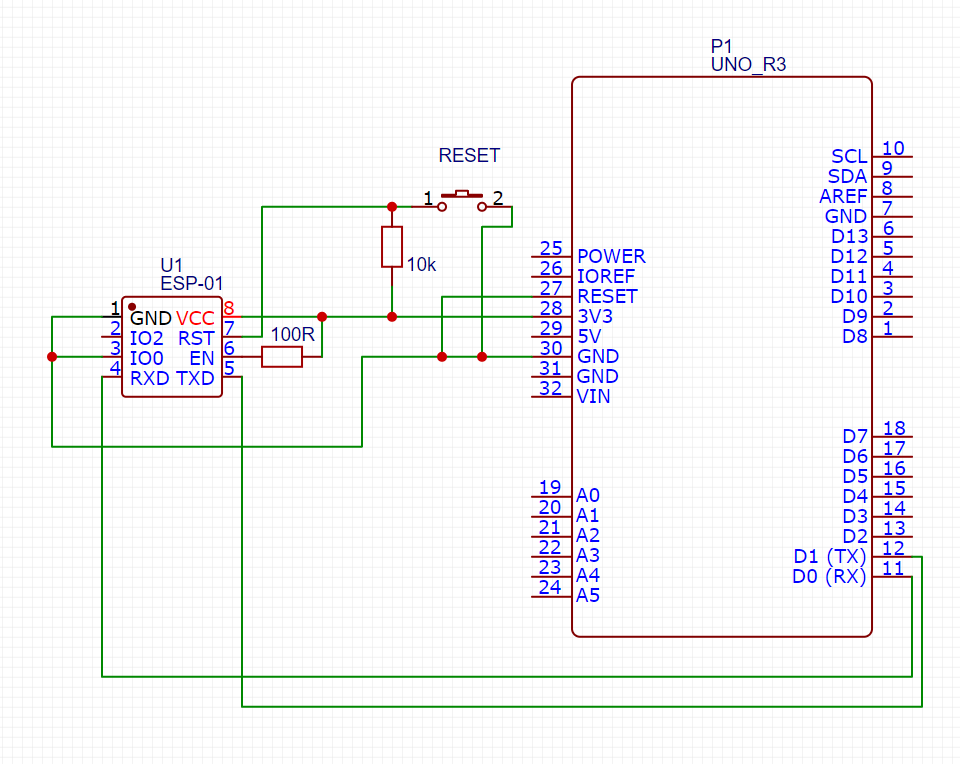 P1
UNO_R3
RESET
1
2
10k
U1
ESP-01
1 GND VCC 8
2 IO2 RST 7
3 IO0 EN 6
4 RXD TXD 5
100R
25 POWER
26 IOREF
27 RESET
28 3V3
29 5V
30 GND
31 GND
32 VIN
19 A0
20 A1
21 A2
22 A3
23 A4
24 A5
SCL 10
SDA 9
AREF 8
GND 7
D13 6
D12 5
D11 4
D10 3
D9 2
D8 1
D7 18
D6 17
D5 16
D4 15
D3 14
D2 13
D1 (TX) 12
D0 (RX) 11